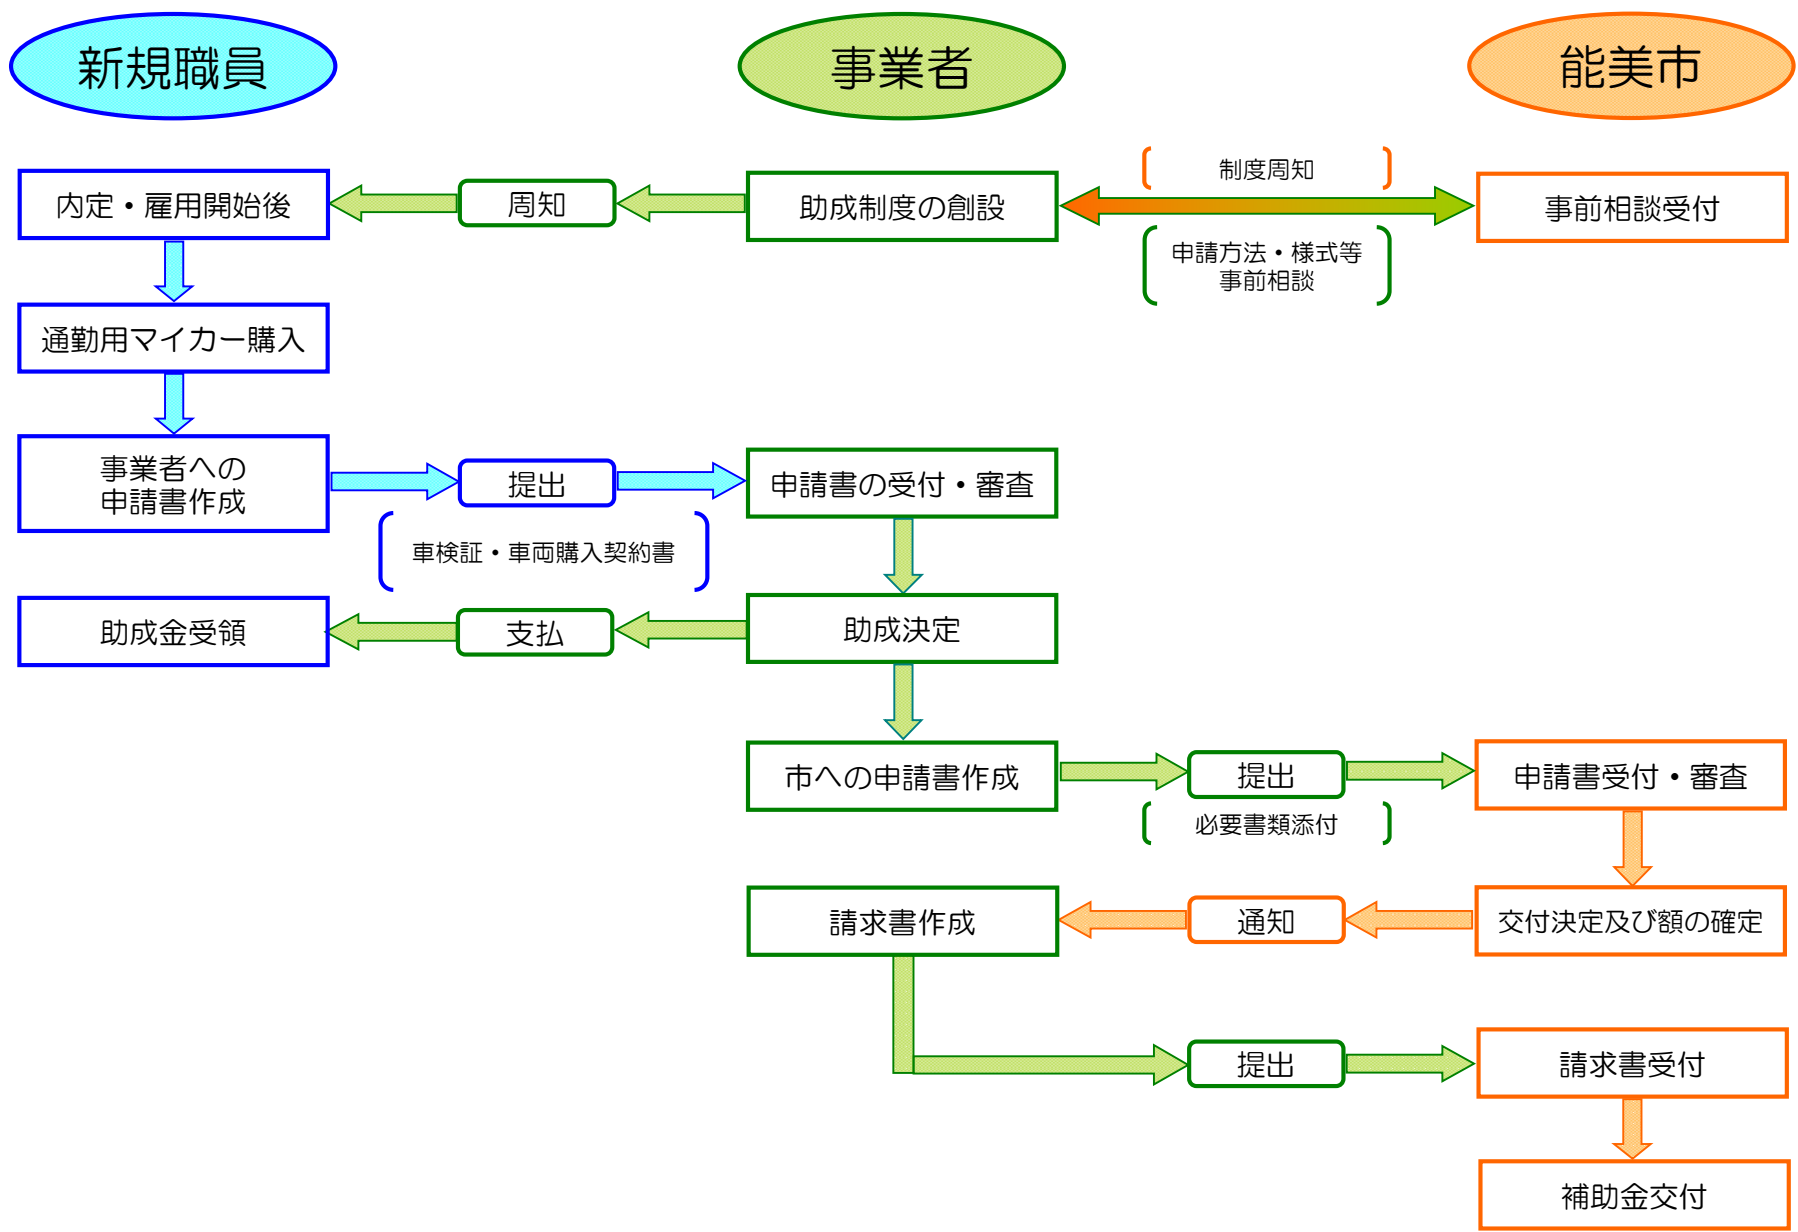 新規職員
事業者
能美市
内定・雇用開始後
周知
助成制度の創設
制度周知
申請方法・様式等
事前相談
事前相談受付
通勤用マイカー購入
事業者への
申請書作成
提出
車検証・車両購入契約書
申請書の受付・審査
助成金受領
支払
助成決定
市への申請書作成
提出
必要書類添付
申請書受付・審査
請求書作成
通知
交付決定及び額の確定
提出
請求書受付
補助金交付